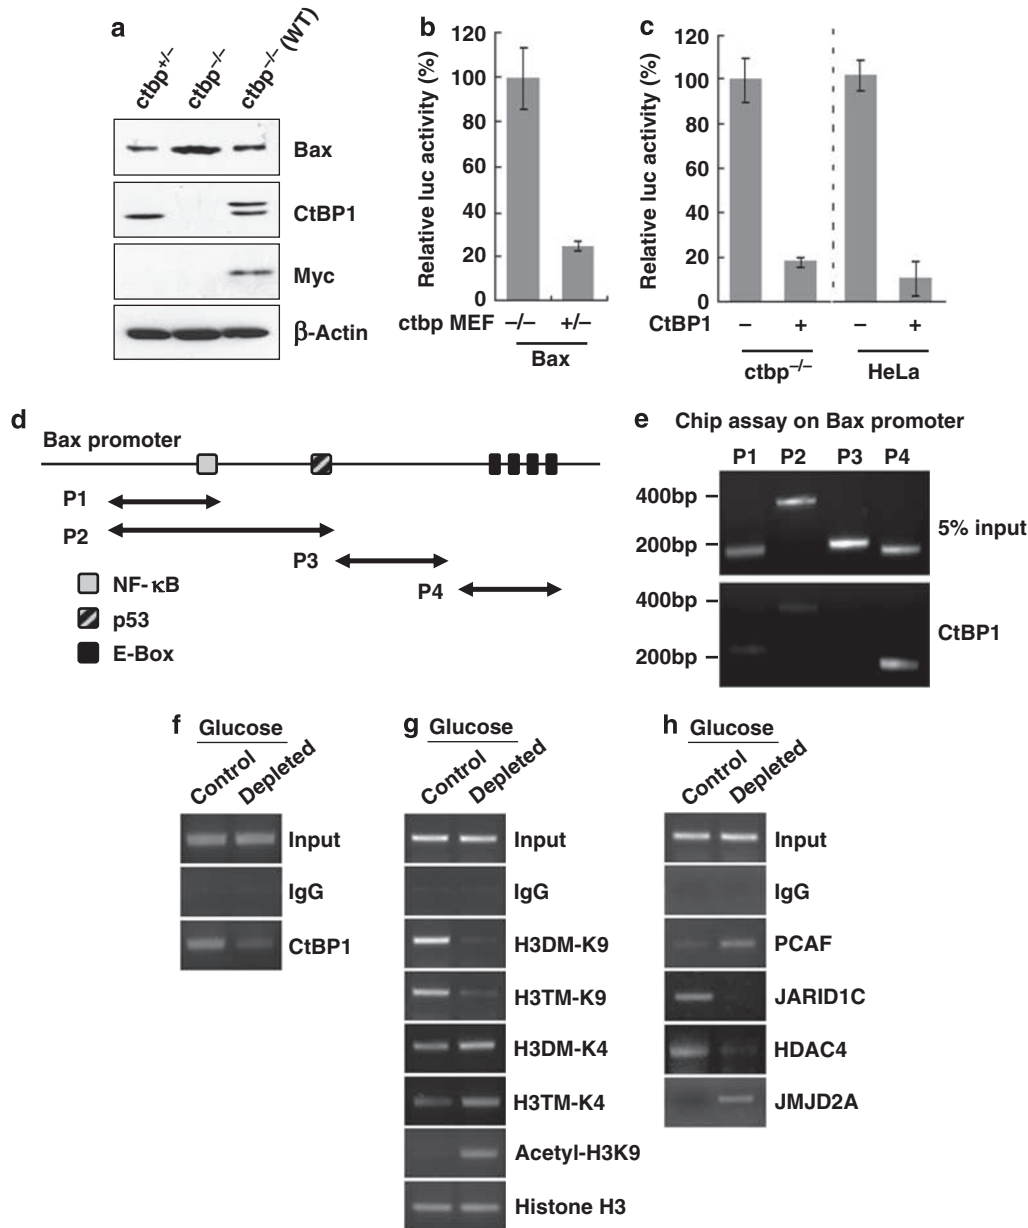 a
ctbp+/–
ctbp–/–
ctbp–/– (WT)
Bax
CtBP1
Myc
β-Actin
b
Relative luc activity (%)
120
100
80
60
40
20
0
ctbp MEF –/– +/–
Bax
c
Relative luc activity (%)
120
100
80
60
40
20
0
CtBP1 – + – +
ctbp–/– HeLa
d
Bax promoter
P1
P2
P3
P4
NF-κB
p53
E-Box
e Chip assay on Bax promoter
P1 P2 P3 P4
400bp
200bp
5% input
400bp
200bp
CtBP1
f Glucose
Control
Depleted
Input
IgG
CtBP1
g Glucose
Control
Depleted
Input
IgG
H3DM-K9
H3TM-K9
H3DM-K4
H3TM-K4
Acetyl-H3K9
Histone H3
h Glucose
Control
Depleted
Input
IgG
PCAF
JARID1C
HDAC4
JMJD2A